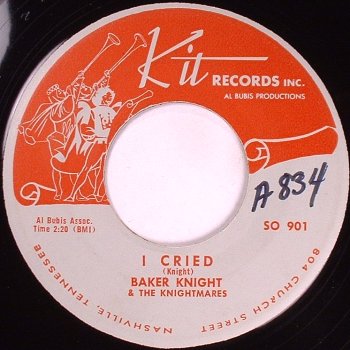 Kit
RECORDS INC.
AL BUBIS PRODUCTIONS
A 834
Al Bubis Assoc.
Time 2:20 (BMI)
SO 901
I CRIED
(Knight)
BAKER KNIGHT
& THE KNIGHTMARES
NASHVILLE, TENNESSEE
804 CHURCH STREET